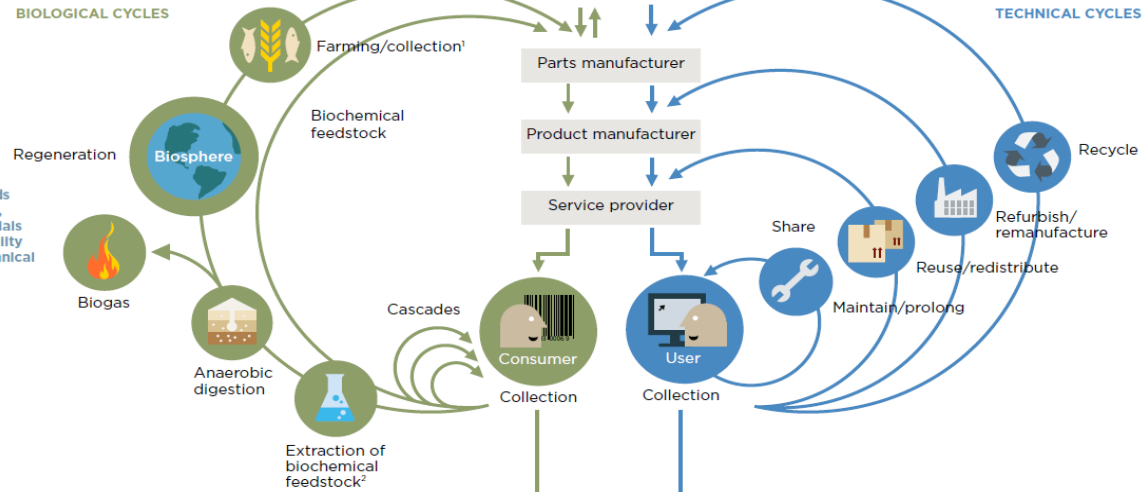 BIOLOGICAL CYCLES
TECHNICAL CYCLES
Farming/collection¹
Parts manufacturer
Biochemical
feedstock
Product manufacturer
Regeneration
Biosphere
Recycle
Service provider
Refurbish/
remanufacture
Share
Reuse/redistribute
Biogas
Maintain/prolong
Cascades
Consumer
User
Anaerobic
digestion
Collection
Collection
Extraction of
biochemical
feedstock²